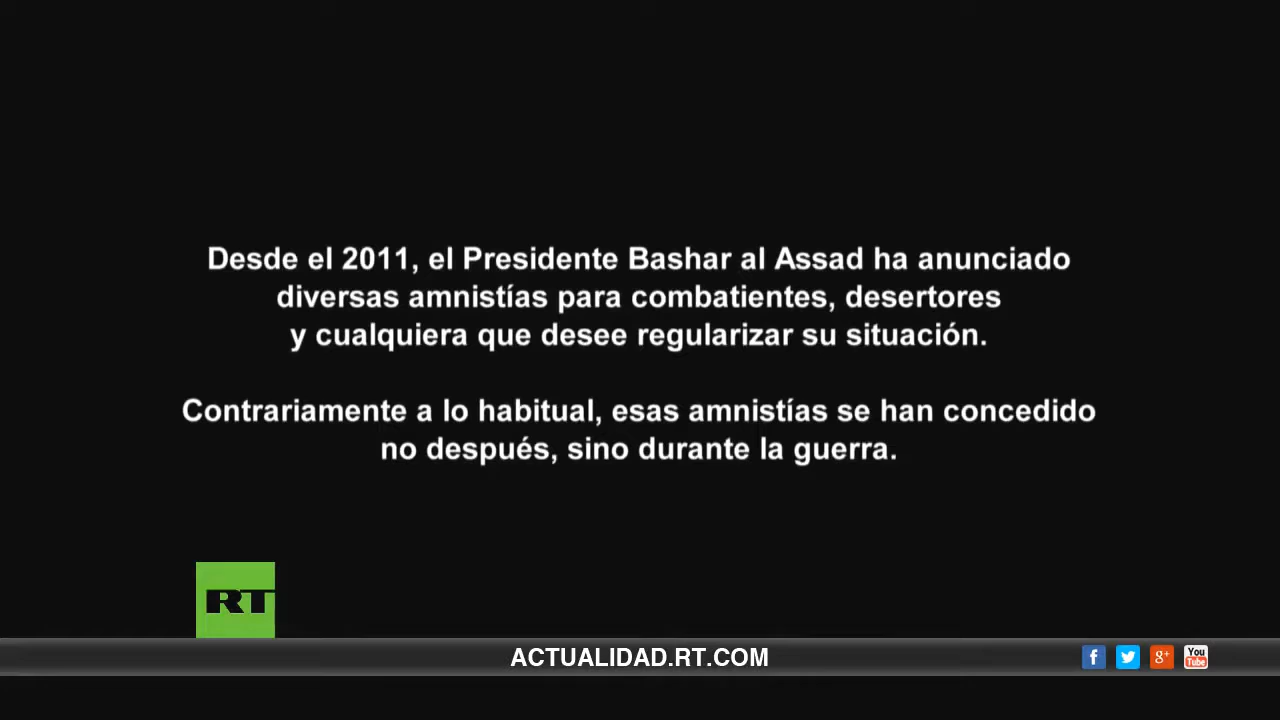 Desde el 2011, el Presidente Bashar al Assad ha anunciado
diversas amnistías para combatientes, desertores
y cualquiera que desee regularizar su situación.
Contrariamente a lo habitual, esas amnistías se han concedido
no después, sino durante la guerra.
RT
ACTUALIDAD.RT.COM
f
g+
You
Tube